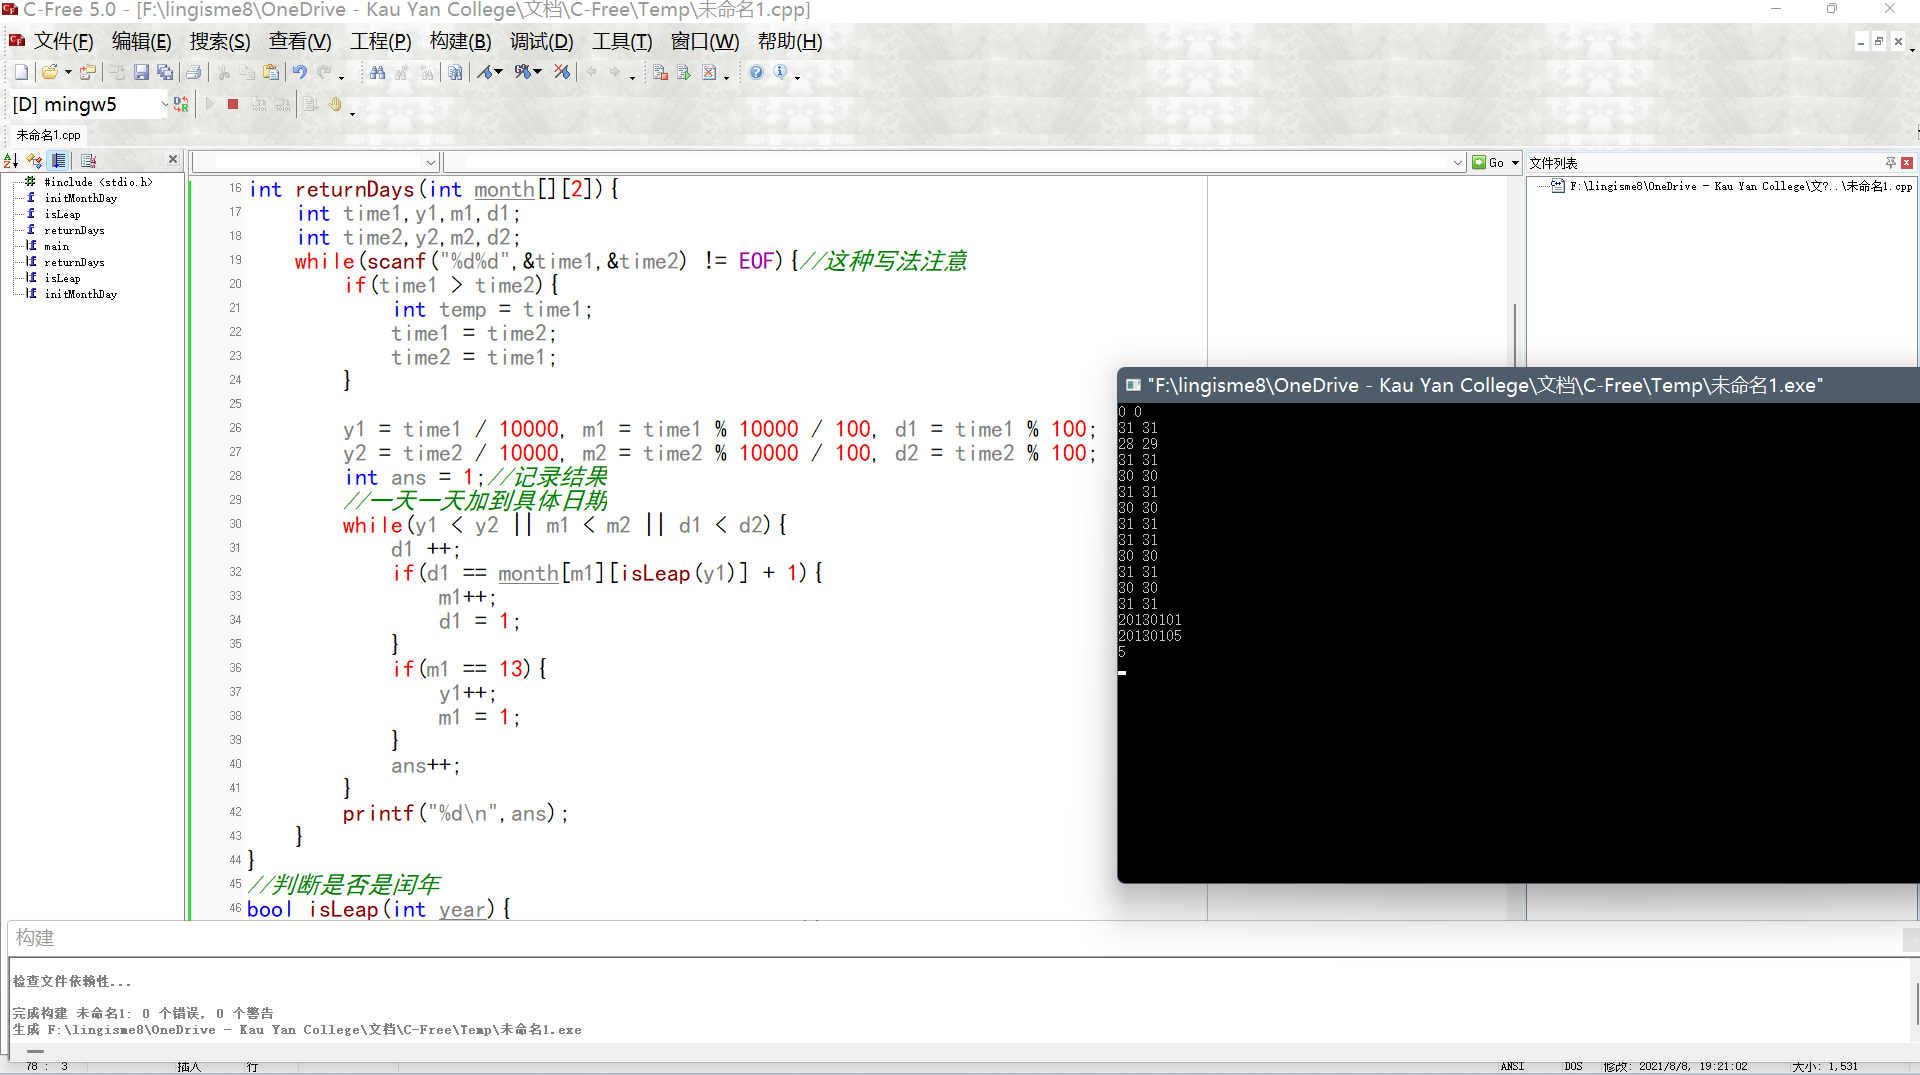 C-Free 5.0 - [F:\lingisme8\OneDrive - Kau Yan College\文档\C-Free\Temp\未命名1.cpp]
文件(F) 编辑(E) 搜索(S) 查看(V) 工程(P) 构建(B) 调试(D) 工具(T) 窗口(W) 帮助(H)
[D] mingw5
未命名1.cpp
Go
文件列表
#include <stdio.h>
initMonthDay
isLeap
returnDays
main
returnDays
isLeap
initMonthDay
F:\lingisme8\OneDrive - Kau Yan College\文?..\未命名1.cpp
16 int returnDays(int month[][2]){
17 int time1,y1,m1,d1;
18 int time2,y2,m2,d2;
19 while(scanf("%d%d",&time1,&time2) != EOF){//这种写法注意
20 if(time1 > time2){
21 int temp = time1;
22 time1 = time2;
23 time2 = time1;
24 }
25
26 y1 = time1 / 10000, m1 = time1 % 10000 / 100, d1 = time1 % 100;
27 y2 = time2 / 10000, m2 = time2 % 10000 / 100, d2 = time2 % 100;
28 int ans = 1;//记录结果
29 //一天一天加到具体日期
30 while(y1 < y2 || m1 < m2 || d1 < d2){
31 d1 ++;
32 if(d1 == month[m1][isLeap(y1)] + 1){
33 m1++;
34 d1 = 1;
35 }
36 if(m1 == 13){
37 y1++;
38 m1 = 1;
39 }
40 ans++;
41 }
42 printf("%d\n",ans);
43 }
44 }
45 //判断是否是闰年
46 bool isLeap(int year){
"F:\lingisme8\OneDrive - Kau Yan College\文档\C-Free\Temp\未命名1.exe"
0 0
31 31
28 29
31 31
30 30
31 31
30 30
31 31
31 31
30 30
31 31
30 30
31 31
20130101
20130105
5
构建
检查文件依赖性...
完成构建 未命名1: 0 个错误, 0 个警告
生成 F:\lingisme8\OneDrive - Kau Yan College\文档\C-Free\Temp\未命名1.exe
78 : 3 插入 行 ANSI DOS 修改: 2021/8/8, 19:21:02 大小: 1,531